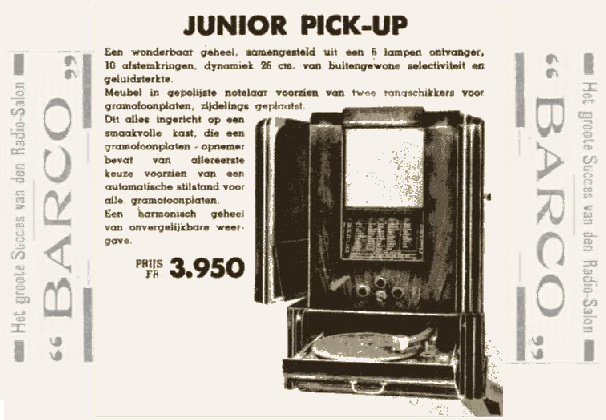 JUNIOR PICK-UP
Een wonderbaar geheel, samengesteld uit een 6 lampen ontvanger,
10 afstemkringen, dynamiek 26 cm. van buitengewone selectiviteit en
geluidsterkte.
Meubel in gepolijste notelaar voorzien van twee rangschikkers voor
gramofoonplaten, zijdelings geplaatst.
Dit alles ingericht op een
smaakvolle kast, die een
gramofoonplaten - opnemer
bevat van allereerste
keuze voorzien van een
automatische stilstand voor
alle gramofoonplaten.
Een harmonisch geheel
van onvergelijkbare weer-
gave.
PRIJS
FR 3.950
Het groote Succes van den Radio-Salon
“ BARCO ”
“ BARCO ”
Het groote Succes van den Radio-Salon